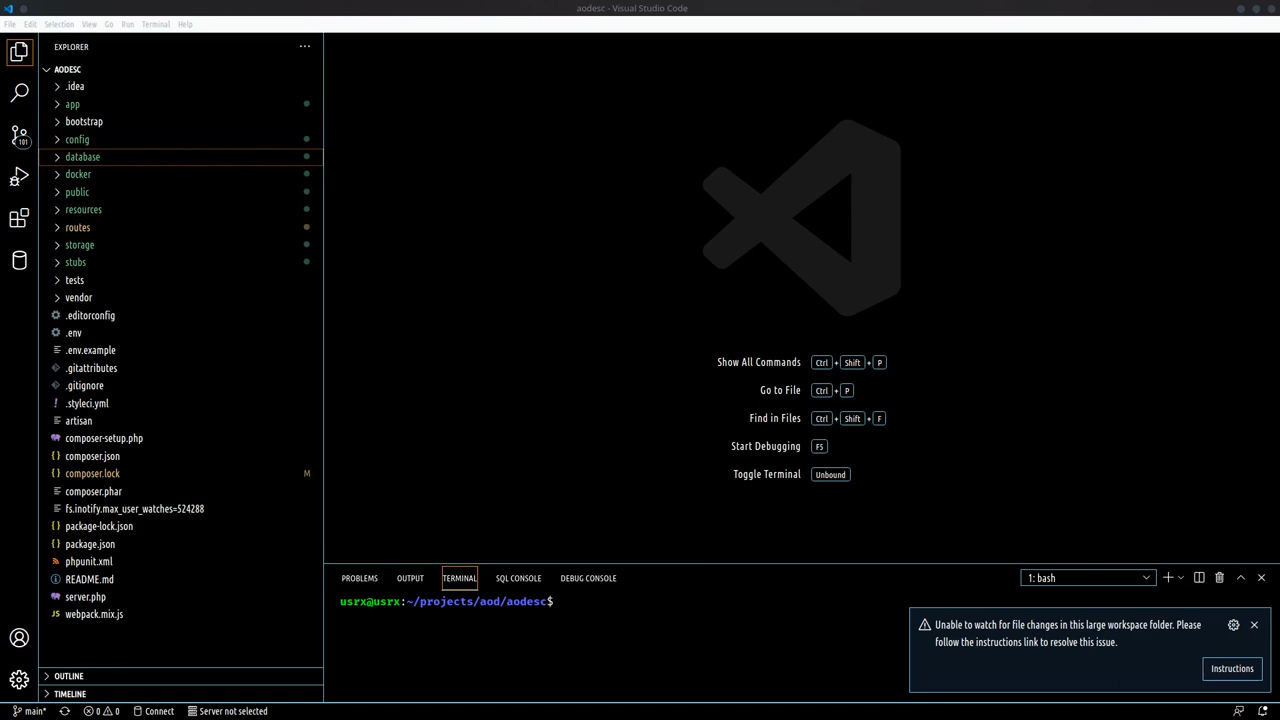 aodesc - Visual Studio Code
File Edit Selection View Go Run Terminal Help
EXPLORER
AODESC
.idea
app
bootstrap
config
database
docker
public
resources
routes
storage
stubs
tests
vendor
.editorconfig
.env
.env.example
.gitattributes
.gitignore
.styleci.yml
artisan
composer-setup.php
composer.json
composer.lock M
composer.phar
fs.inotify.max_user_watches=524288
package-lock.json
package.json
phpunit.xml
README.md
server.php
webpack.mix.js
OUTLINE
TIMELINE
101
Show All Commands Ctrl + Shift + P
Go to File Ctrl + P
Find in Files Ctrl + Shift + F
Start Debugging F5
Toggle Terminal Unbound
PROBLEMS OUTPUT TERMINAL SQL CONSOLE DEBUG CONSOLE 1: bash
usrx@usrx:~/projects/aod/aodesc$
Unable to watch for file changes in this large workspace folder. Please
follow the instructions link to resolve this issue.
Instructions
main* 0 0 Connect Server not selected